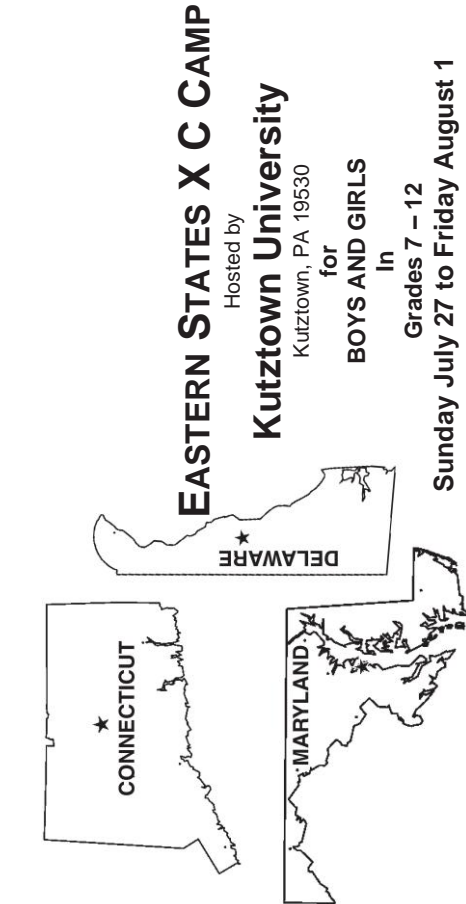 EASTERN STATES X C CAMP
Hosted by
Kutztown University
Kutztown, PA 19530
for
BOYS AND GIRLS
In
Grades 7 – 12
Sunday July 27 to Friday August 1
CONNECTICUT
DELAWARE
MARYLAND